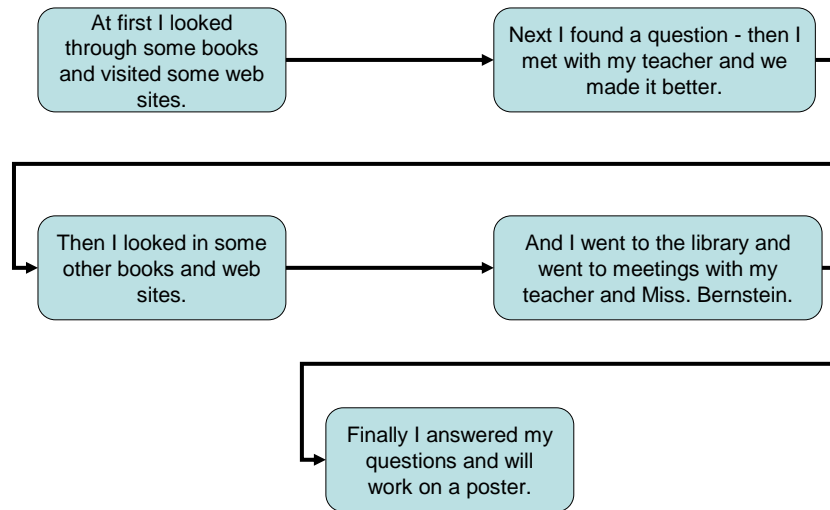 At first I looked
through some books
and visited some web
sites.
Next I found a question - then I
met with my teacher and we
made it better.
Then I looked in some
other books and web
sites.
And I went to the library and
went to meetings with my
teacher and Miss. Bernstein.
Finally I answered my
questions and will
work on a poster.